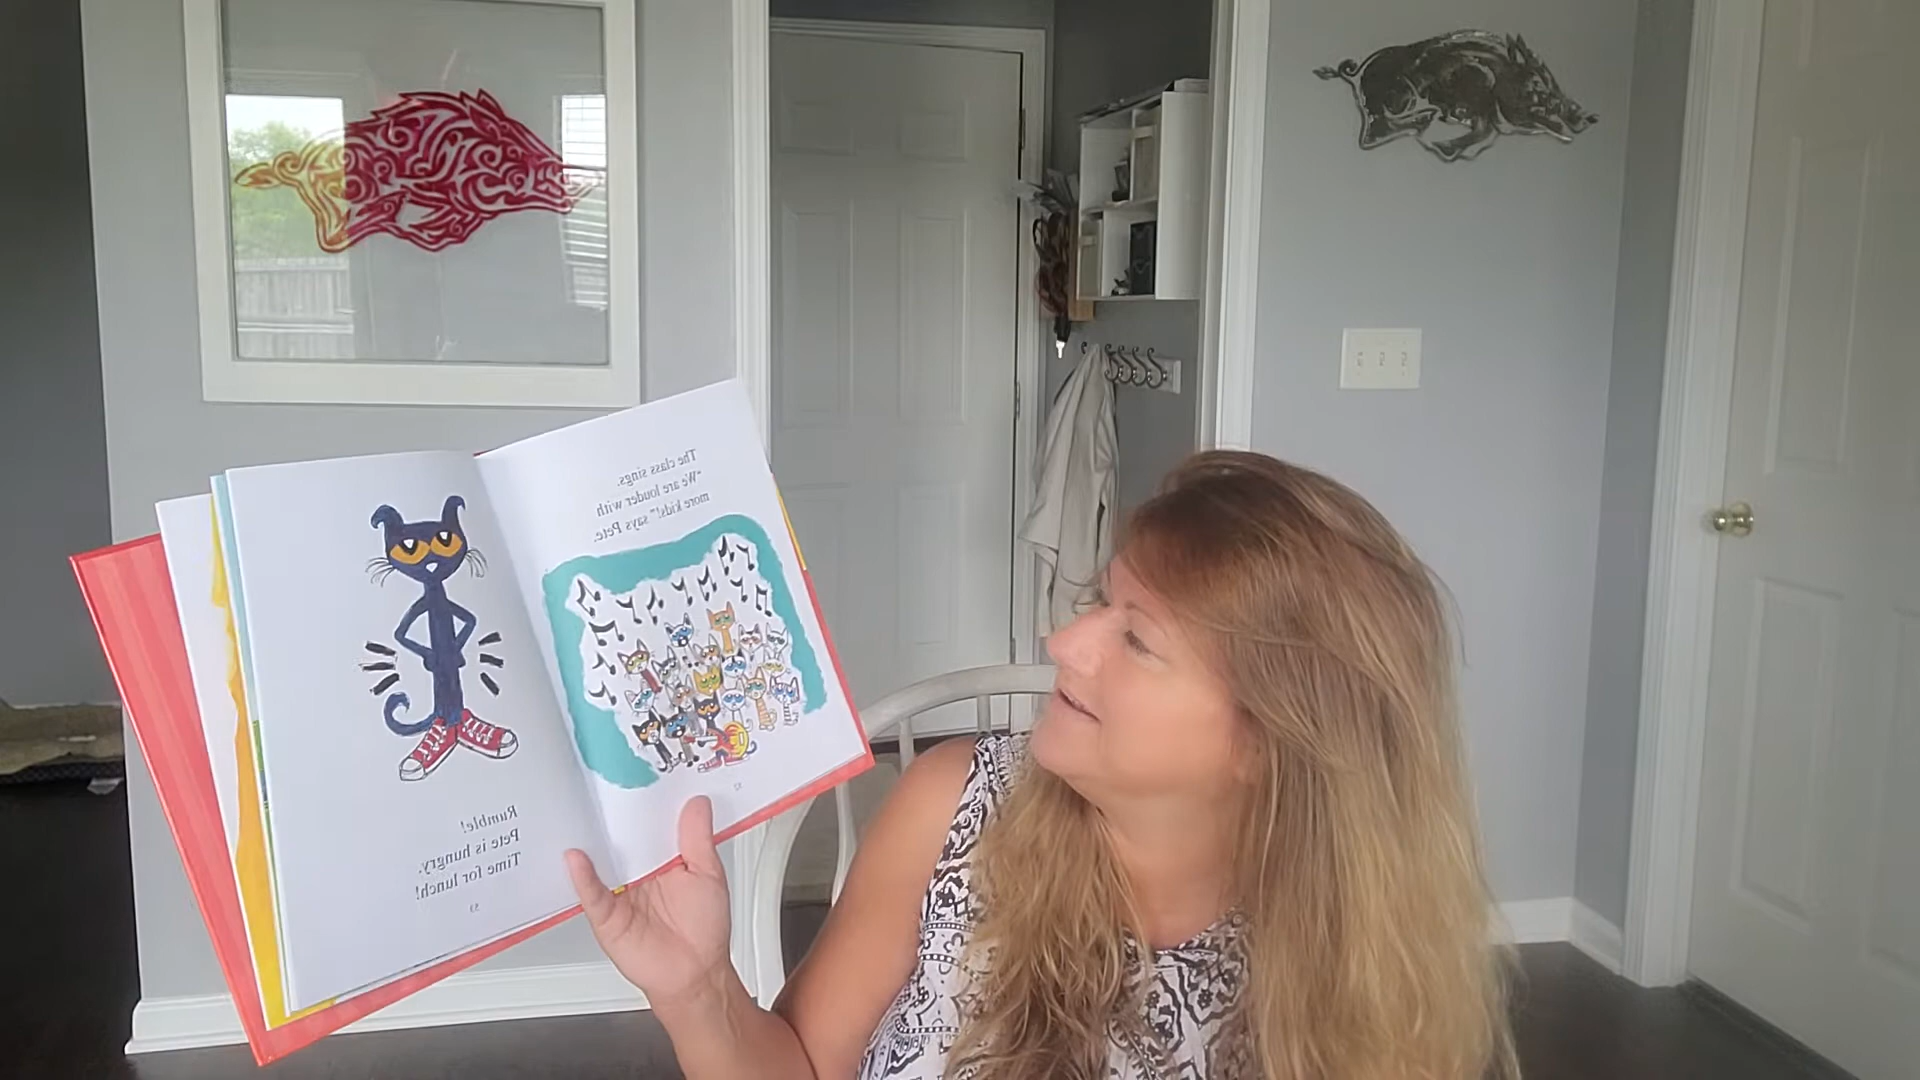 The class sings.
"We are louder with
more kids!" says Pete.
Rumble!
Pete is hungry.
Time for lunch!